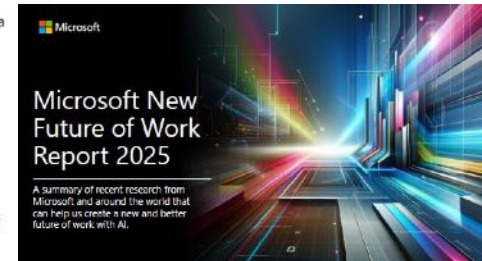 a
Microsoft
Microsoft New
Future of Work
Report 2025
A summary of recent research from
Microsoft and around the world that
can help us create a new and better
future of work with AI.